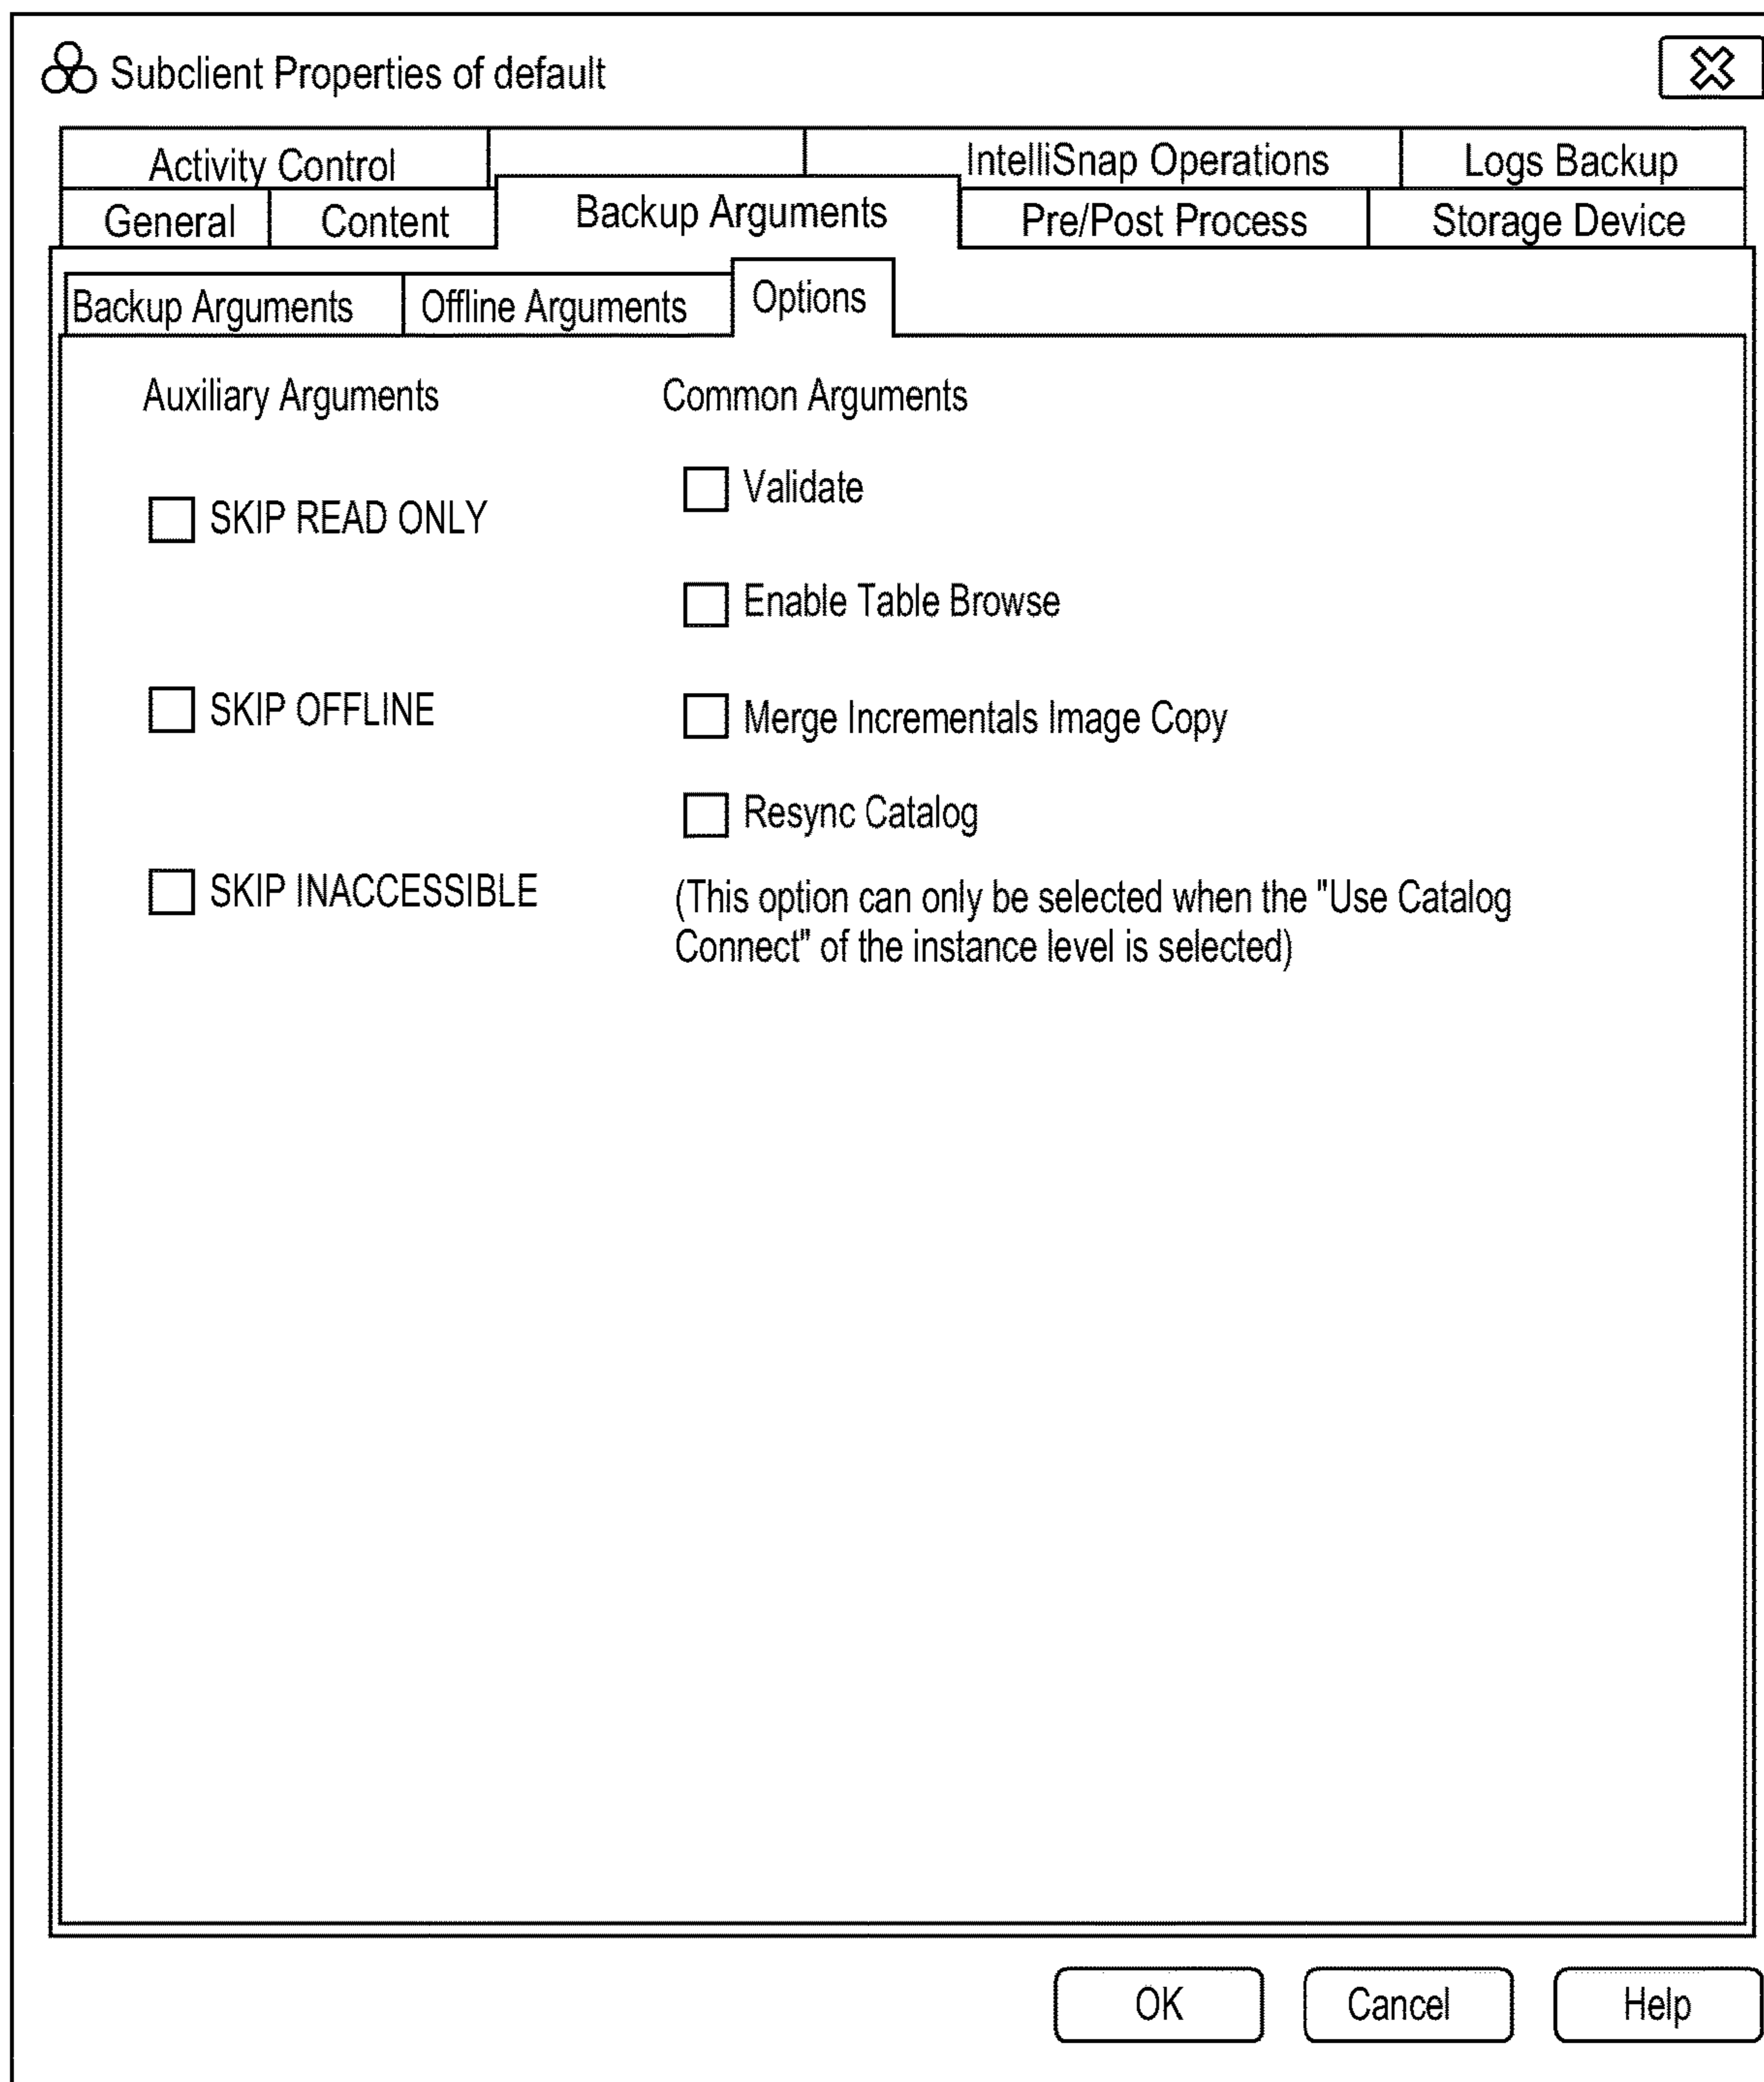 Subclient Properties of default
Activity Control IntelliSnap Operations Logs Backup
General Content Backup Arguments Pre/Post Process Storage Device
Backup Arguments Offline Arguments Options
Auxiliary Arguments Common Arguments
Validate
SKIP READ ONLY
Enable Table Browse
SKIP OFFLINE Merge Incrementals Image Copy
Resync Catalog
SKIP INACCESSIBLE (This option can only be selected when the "Use Catalog
Connect" of the instance level is selected)
OK Cancel Help